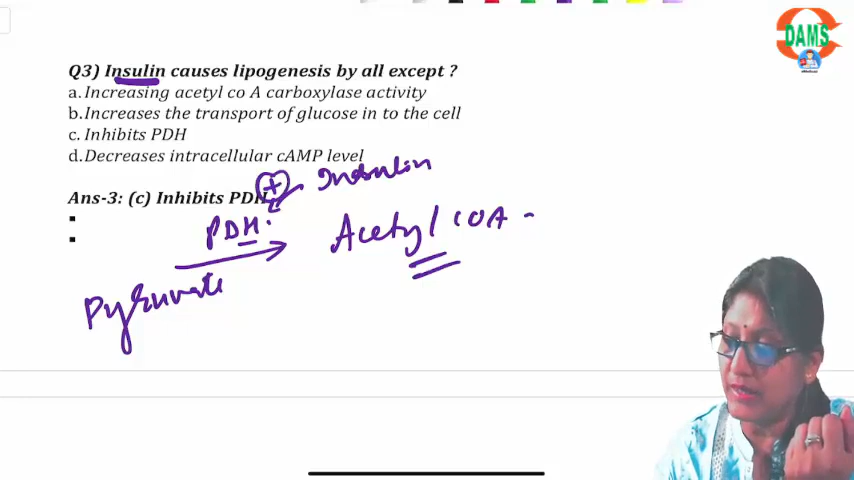 DAMS
Q3) Insulin causes lipogenesis by all except ?
a. Increasing acetyl co A carboxylase activity
b. Increases the transport of glucose in to the cell
c. Inhibits PDH
d. Decreases intracellular cAMP level
Ans-3: (c) Inhibits PDH
+ Insulin
PDH.
Acetyl COA -
Pyruvate